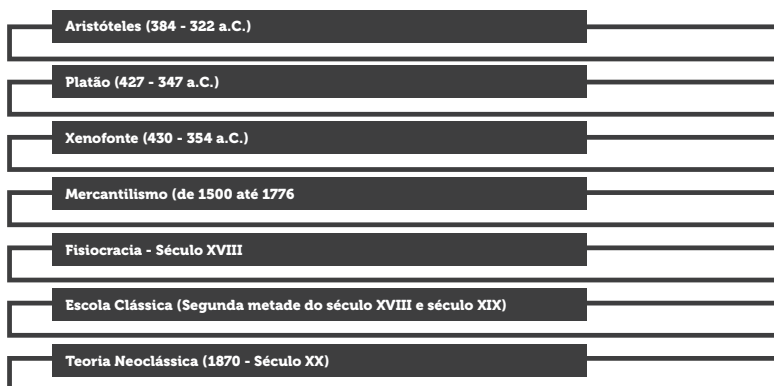 Aristóteles (384 - 322 a.C.)
Platão (427 - 347 a.C.)
Xenofonte (430 - 354 a.C.)
Mercantilismo (de 1500 até 1776
Fisiocracia - Século XVIII
Escola Clássica (Segunda metade do século XVIII e século XIX)
Teoria Neoclássica (1870 - Século XX)